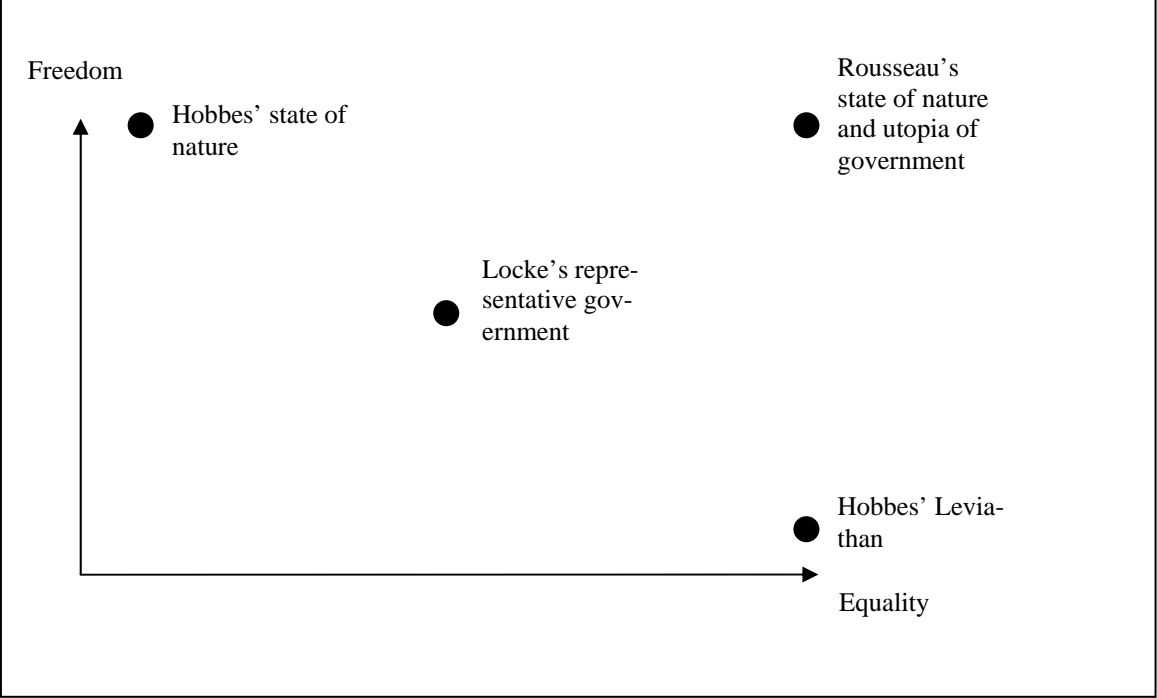 Freedom
Hobbes’ state of
nature
Rousseau’s
state of nature
and utopia of
government
Locke’s repre-
sentative gov-
ernment
Hobbes’ Levia-
than
Equality